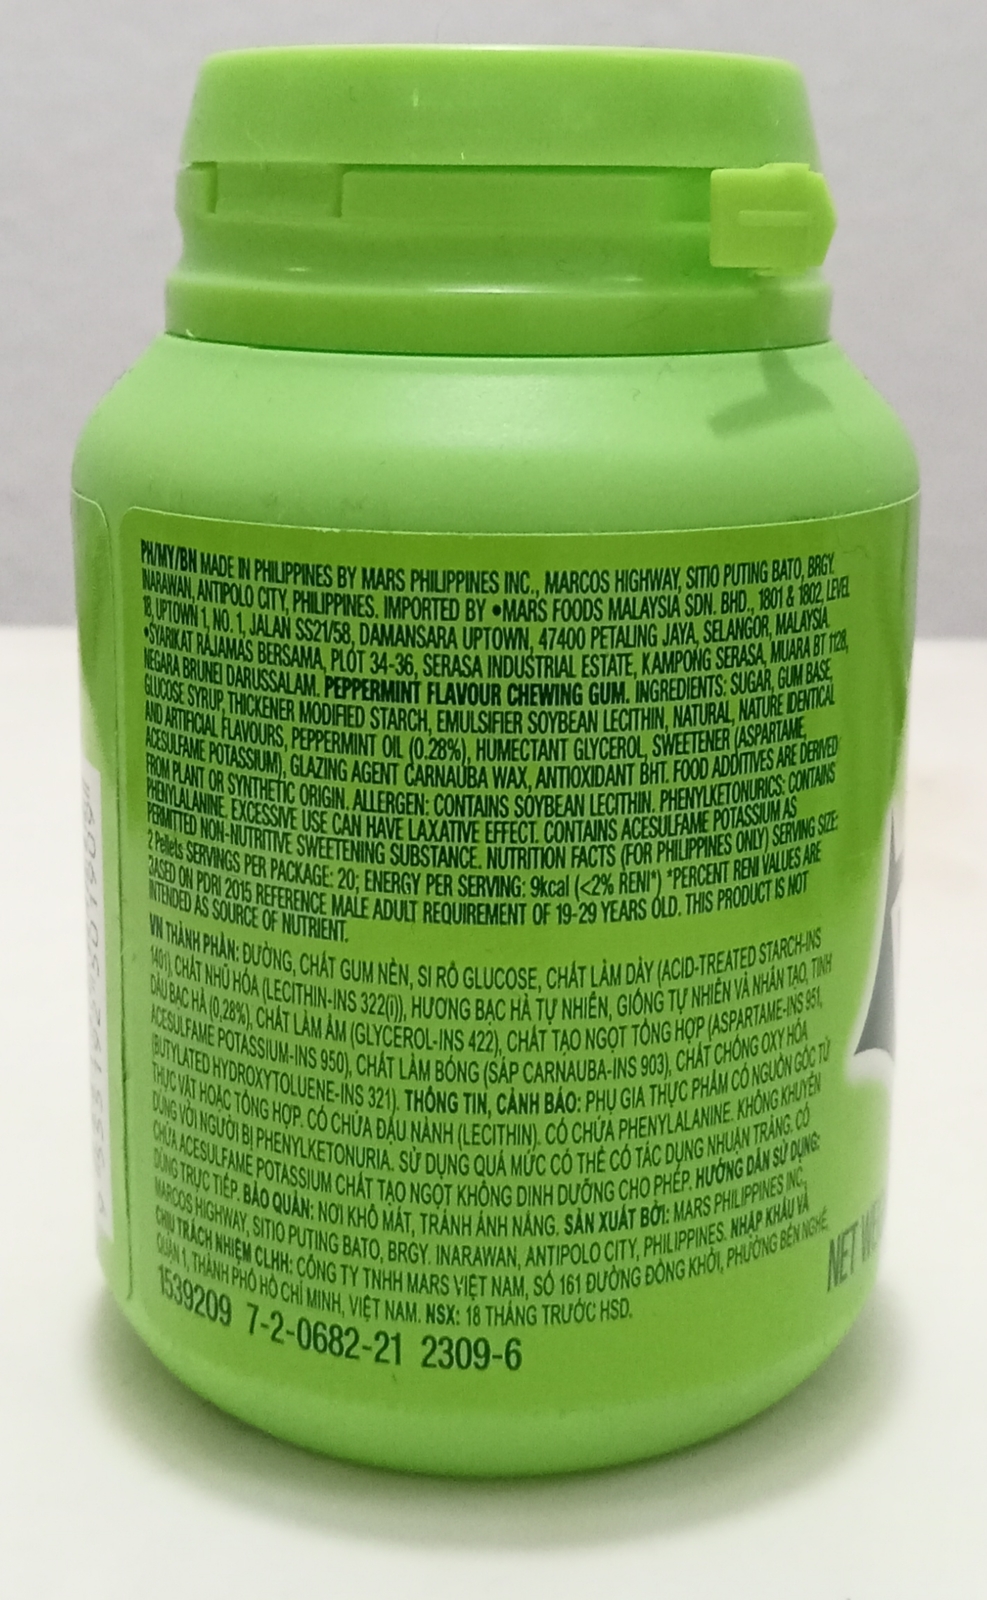 PH/MY/BN MADE IN PHILIPPINES BY MARS PHILIPPINES INC., MARCOS HIGHWAY, SITIO PUTING BATO, BRGY.
INARAWAN, ANTIPOLO CITY, PHILIPPINES. IMPORTED BY •MARS FOODS MALAYSIA SDN. BHD., 1801 & 1802, LEVEL
18, UPTOWN 1, NO. 1, JALAN SS21/58, DAMANSARA UPTOWN, 47400 PETALING JAYA, SELANGOR, MALAYSIA.
•SYARIKAT RAJAMAS BERSAMA, PLOT 34-36, SERASA INDUSTRIAL ESTATE, KAMPONG SERASA, MUARA BT 1128,
NEGARA BRUNEI DARUSSALAM. PEPPERMINT FLAVOUR CHEWING GUM. INGREDIENTS: SUGAR, GUM BASE,
GLUCOSE SYRUP, THICKENER MODIFIED STARCH, EMULSIFIER SOYBEAN LECITHIN, NATURAL, NATURE IDENTICAL
AND ARTIFICIAL FLAVOURS, PEPPERMINT OIL (0.28%), HUMECTANT GLYCEROL, SWEETENER (ASPARTAME,
ACESULFAME POTASSIUM), GLAZING AGENT CARNAUBA WAX, ANTIOXIDANT BHT. FOOD ADDITIVES ARE DERIVED
FROM PLANT OR SYNTHETIC ORIGIN. ALLERGEN: CONTAINS SOYBEAN LECITHIN. PHENYLKETONURICS: CONTAINS
PHENYLALANINE. EXCESSIVE USE CAN HAVE LAXATIVE EFFECT. CONTAINS ACESULFAME POTASSIUM AS
PERMITTED NON-NUTRITIVE SWEETENING SUBSTANCE. NUTRITION FACTS (FOR PHILIPPINES ONLY) SERVING SIZE:
2 Pellets SERVINGS PER PACKAGE: 20; ENERGY PER SERVING: 9kcal (<2% RENI*) *PERCENT RENI VALUES ARE
BASED ON PDRI 2015 REFERENCE MALE ADULT REQUIREMENT OF 19-29 YEARS OLD. THIS PRODUCT IS NOT
INTENDED AS SOURCE OF NUTRIENT.
VN THÀNH PHẦN: ĐƯỜNG, CHẤT GUM NỀN, SI RÔ GLUCOSE, CHẤT LÀM DÀY (ACID-TREATED STARCH-INS
1401), CHẤT NHŨ HÓA (LECITHIN-INS 322(i)), HƯƠNG BẠC HÀ TỰ NHIÊN, GIỐNG TỰ NHIÊN VÀ NHÂN TẠO, TINH
DẦU BẠC HÀ (0,28%), CHẤT LÀM ẨM (GLYCEROL-INS 422), CHẤT TẠO NGỌT TỔNG HỢP (ASPARTAME-INS 951,
ACESULFAME POTASSIUM-INS 950), CHẤT LÀM BÓNG (SÁP CARNAUBA-INS 903), CHẤT CHỐNG OXY HÓA
(BUTYLATED HYDROXYTOLUENE-INS 321). THÔNG TIN, CẢNH BÁO: PHỤ GIA THỰC PHẨM CÓ NGUỒN GỐC TỪ
THỰC VẬT HOẶC TỔNG HỢP. CÓ CHỨA ĐẬU NÀNH (LECITHIN). CÓ CHỨA PHENYLALANINE. KHÔNG KHUYÊN
DÙNG VỚI NGƯỜI BỊ PHENYLKETONURIA. SỬ DỤNG QUÁ MỨC CÓ THỂ CÓ TÁC DỤNG NHUẬN TRÀNG. CÓ
CHỨA ACESULFAME POTASSIUM CHẤT TẠO NGỌT KHÔNG DINH DƯỠNG CHO PHÉP. HƯỚNG DẪN SỬ DỤNG:
DÙNG TRỰC TIẾP. BẢO QUẢN: NƠI KHÔ MÁT, TRÁNH ÁNH NẮNG. SẢN XUẤT BỞI: MARS PHILIPPINES INC.,
MARCOS HIGHWAY, SITIO PUTING BATO, BRGY. INARAWAN, ANTIPOLO CITY, PHILIPPINES. NHẬP KHẨU VÀ
CHỊU TRÁCH NHIỆM CLHH: CÔNG TY TNHH MARS VIỆT NAM, SỐ 161 ĐƯỜNG ĐỒNG KHỞI, PHƯỜNG BẾN NGHÉ,
QUẬN 1, THÀNH PHỐ HỒ CHÍ MINH, VIỆT NAM. NSX: 18 THÁNG TRƯỚC HSD.
1539209 7-2-0682-21 2309-6
NET